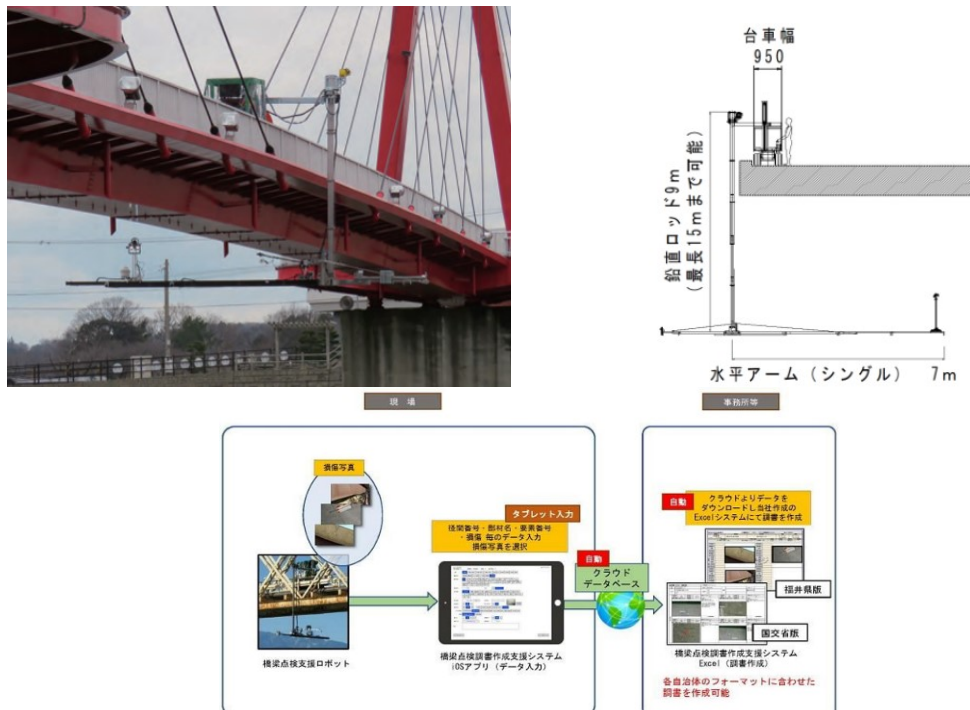 台車幅
950
鉛直ロッド9m
(最長15mまで可能)
水平アーム(シングル) 7m
現 場
事務所等
損傷写真
タブレット入力
径間番号・部材名・要素番号
・損傷 毎のデータ入力
損傷写真を選択
自動
クラウド
データベース
自動
クラウドよりデータを
ダウンロードし当社作成の
Excelシステムにて調書を作成
福井県版
国交省版
橋梁点検支援ロボット
橋梁点検調書作成支援システム
iOSアプリ(データ入力)
橋梁点検調書作成支援システム
Excel(調書作成)
各自治体のフォーマットに合わせた
調書を作成可能